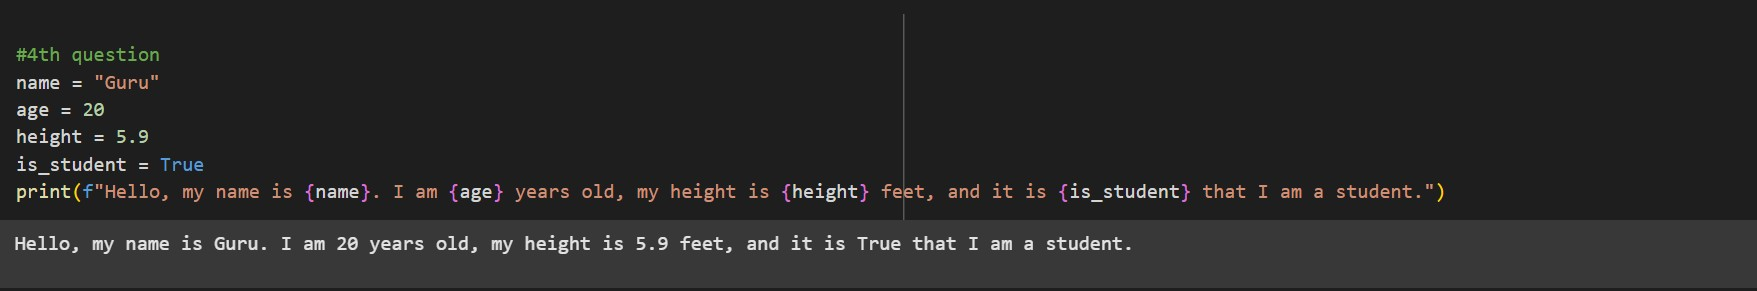 #4th question
name = "Guru"
age = 20
height = 5.9
is_student = True
print(f"Hello, my name is {name}. I am {age} years old, my height is {height} feet, and it is {is_student} that I am a student.")
Hello, my name is Guru. I am 20 years old, my height is 5.9 feet, and it is True that I am a student.